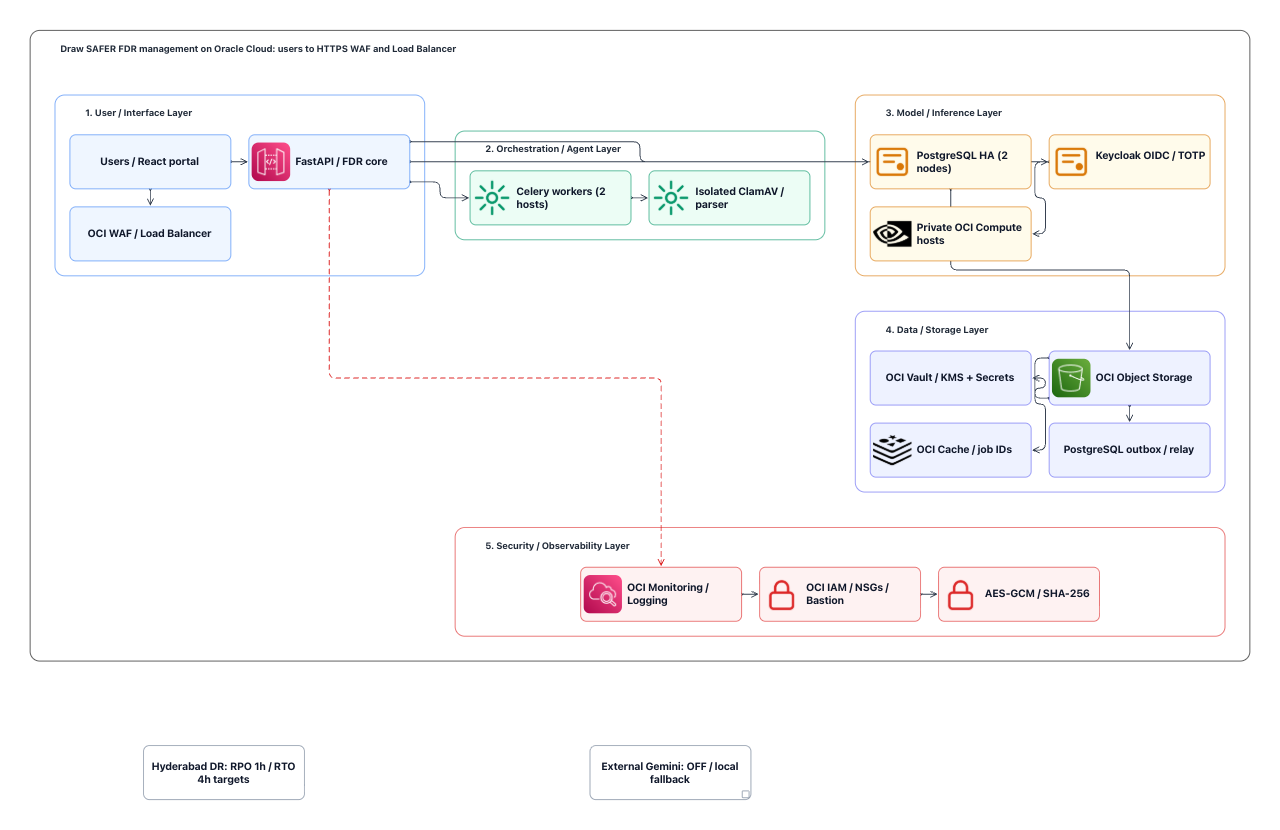 Draw SAFER FDR management on Oracle Cloud: users to HTTPS WAF and Load Balancer
1. User / Interface Layer
Users / React portal
FastAPI / FDR core
OCI WAF / Load Balancer
2. Orchestration / Agent Layer
Celery workers (2
hosts)
Isolated ClamAV /
parser
3. Model / Inference Layer
PostgreSQL HA (2
nodes)
Keycloak OIDC / TOTP
Private OCI Compute
hosts
4. Data / Storage Layer
OCI Vault / KMS + Secrets
OCI Object Storage
OCI Cache / job IDs
PostgreSQL outbox / relay
5. Security / Observability Layer
OCI Monitoring /
Logging
OCI IAM / NSGs /
Bastion
AES-GCM / SHA-256
Hyderabad DR: RPO 1h / RTO
4h targets
External Gemini: OFF / local
fallback